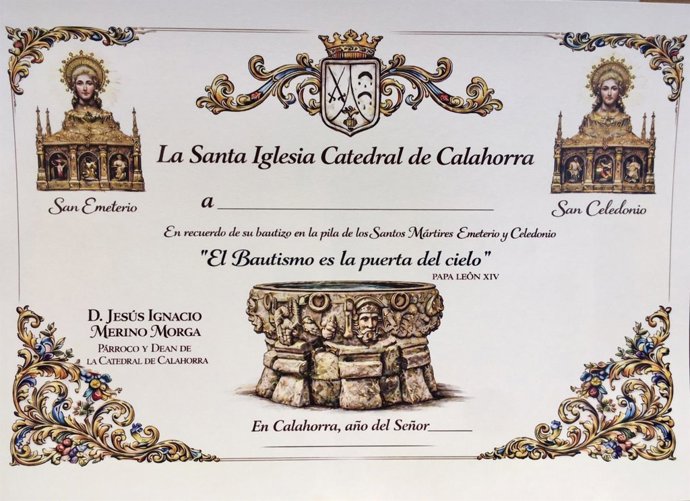 La Santa Iglesia Catedral de Calahorra
San Emeterio
San Celedonio
a
En recuerdo de su bautizo en la pila de los Santos Mártires Emeterio y Celedonio
"El Bautismo es la puerta del cielo"
PAPA LEÓN XIV
D. Jesús Ignacio
Merino Morga
Párroco y Dean de
la Catedral de Calahorra
En Calahorra, año del Señor